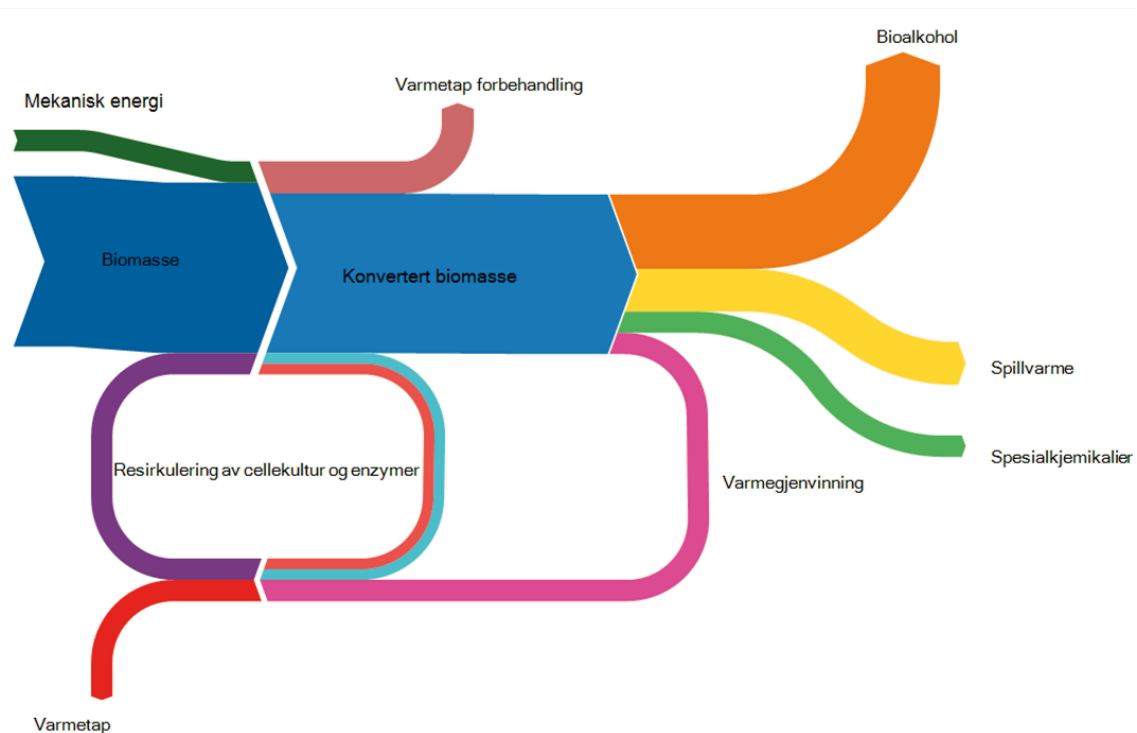 Bioalkohol
Varmetap forbehandling
Mekanisk energi
Biomasse
Konvertert biomasse
Spillvarme
Spesialkjemikalier
Resirkulering av cellekultur og enzymer
Varmegjenvinning
Varmetap